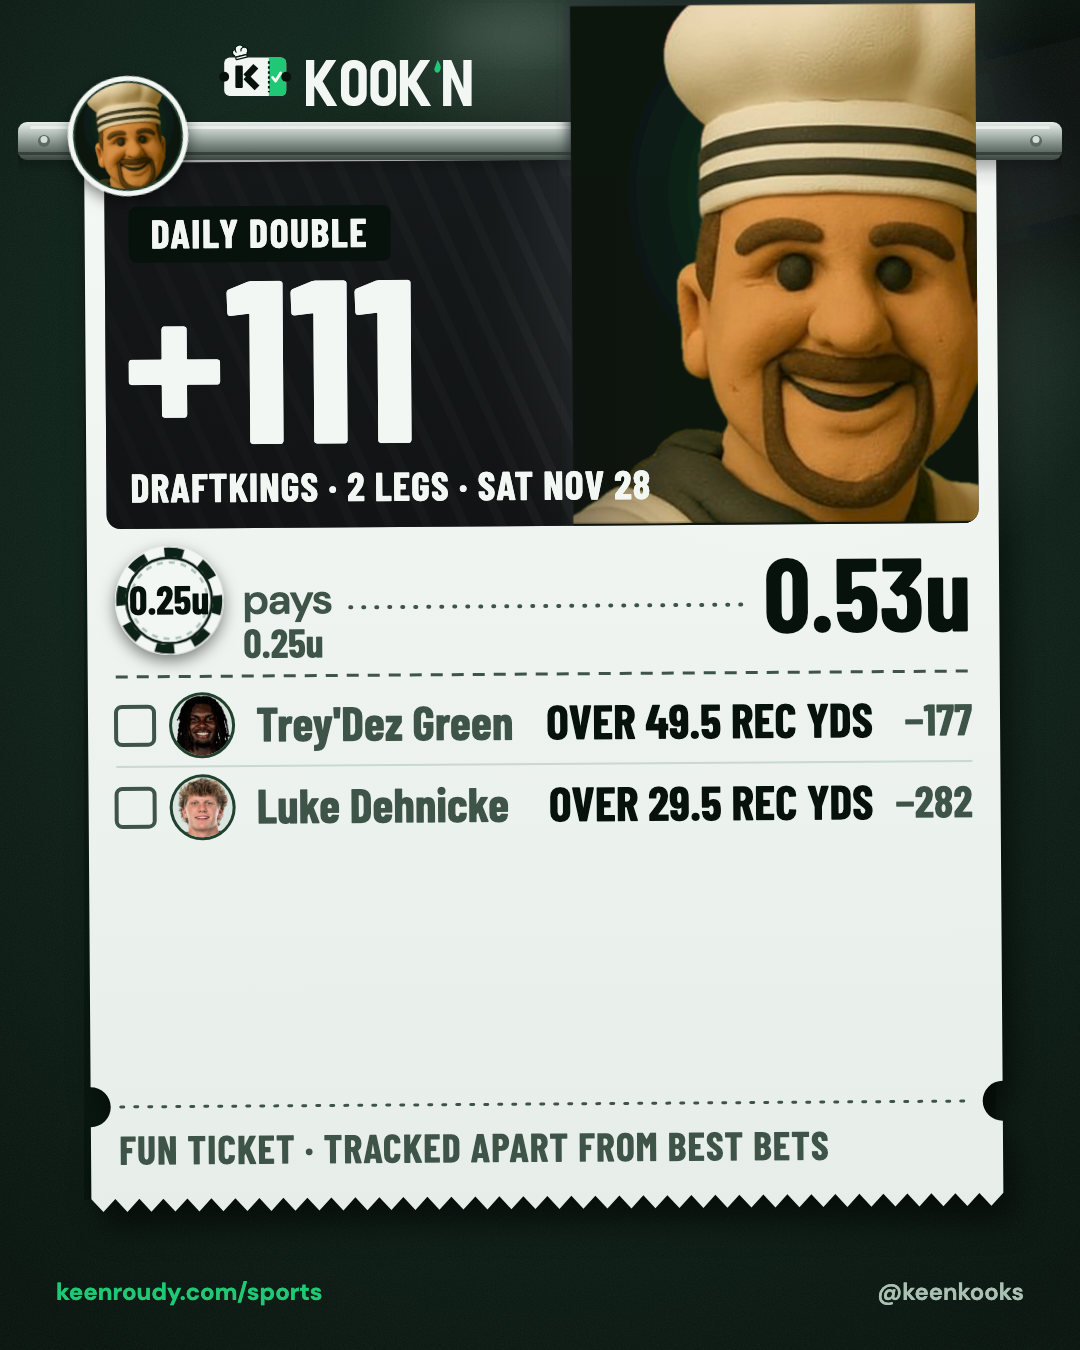 K KOOK'N
DAILY DOUBLE
+111
DRAFTKINGS · 2 LEGS · SAT NOV 28
0.25u pays 0.53u
0.25u
Trey'Dez Green OVER 49.5 REC YDS −177
Luke Dehnicke OVER 29.5 REC YDS −282
FUN TICKET · TRACKED APART FROM BEST BETS
keenroudy.com/sports @keenkooks